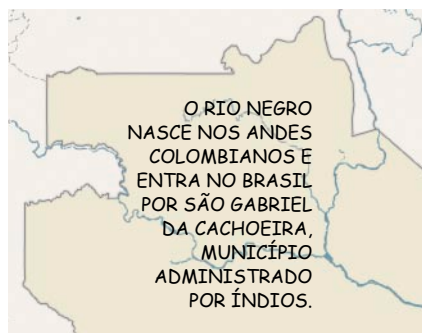 O RIO NEGRO
NASCE NOS ANDES
COLOMBIANOS E
ENTRA NO BRASIL
POR SÃO GABRIEL
DA CACHOEIRA,
MUNICÍPIO
ADMINISTRADO
POR ÍNDIOS.